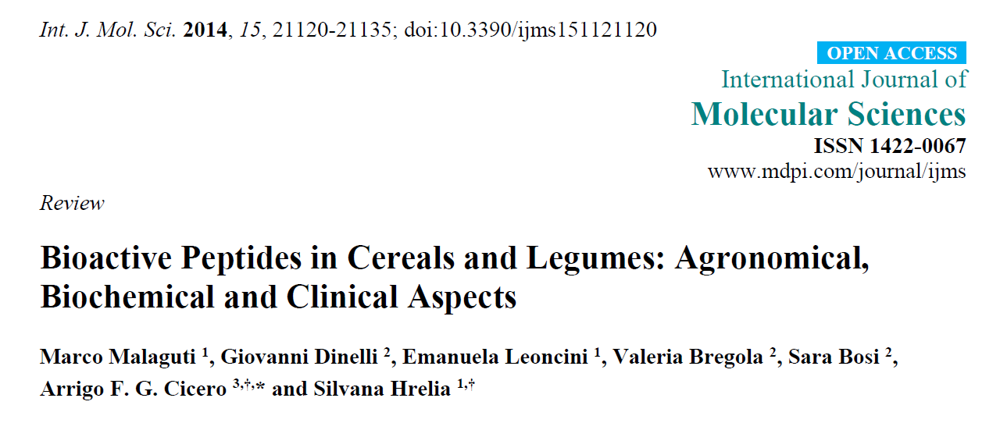 Int. J. Mol. Sci. 2014, 15, 21120-21135; doi:10.3390/ijms151121120
OPEN ACCESS
International Journal of
Molecular Sciences
ISSN 1422-0067
www.mdpi.com/journal/ijms
Review
Bioactive Peptides in Cereals and Legumes: Agronomical,
Biochemical and Clinical Aspects
Marco Malaguti ¹, Giovanni Dinelli ², Emanuela Leoncini ¹, Valeria Bregola ², Sara Bosi ²,
Arrigo F. G. Cicero ³,†,* and Silvana Hrelia ¹,†